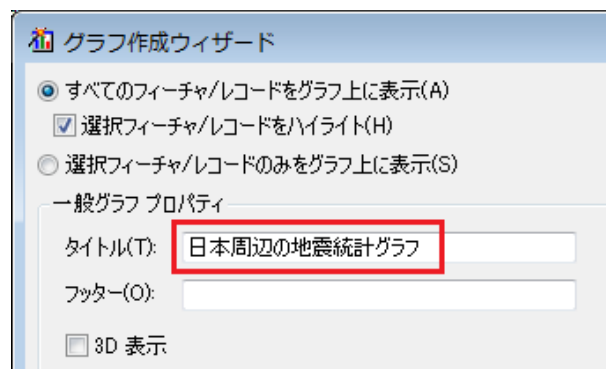 グラフ作成ウィザード
すべてのフィーチャ/レコードをグラフ上に表示(A)
選択フィーチャ/レコードをハイライト(H)
選択フィーチャ/レコードのみをグラフ上に表示(S)
一般グラフ プロパティ
タイトル(T): 日本周辺の地震統計グラフ
フッター(O):
3D 表示